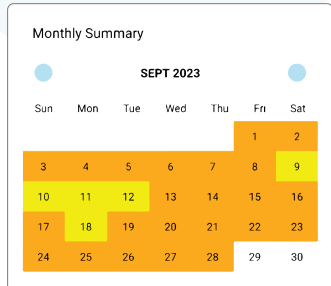 Monthly Summary
SEPT 2023
Sun Mon Tue Wed Thu Fri Sat
1 2
3 4 5 6 7 8 9
10 11 12 13 14 15 16
17 18 19 20 21 22 23
24 25 26 27 28 29 30